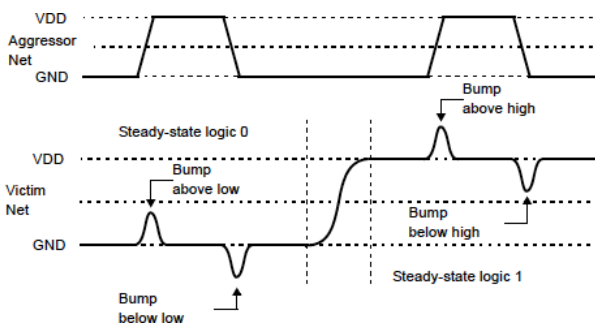 VDD
Aggressor
Net
GND
Bump
above high
Steady-state logic 0
VDD
Bump
above low
Victim
Net
Bump
below high
GND
Steady-state logic 1
Bump
below low